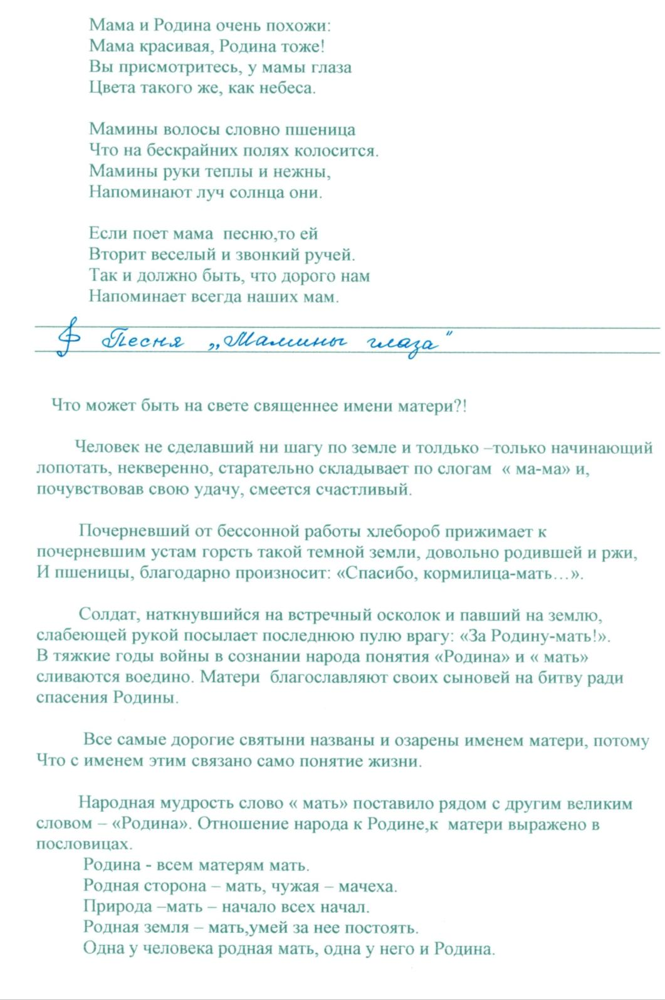 Мама и Родина очень похожи:
Мама красивая, Родина тоже!
Вы присмотритесь, у мамы глаза
Цвета такого же, как небеса.

Мамины волосы словно пшеница
Что на бескрайних полях колосится.
Мамины руки теплы и нежны,
Напоминают луч солнца они.

Если поет мама  песню,то ей
Вторит веселый и звонкий ручей.
Так и должно быть, что дорого нам
Напоминает всегда наших мам.

Песня „Мамины глаза"

Что может быть на свете священнее имени матери?!

Человек не сделавший ни шагу по земле и толдько –только начинающий
лопотать, некверенно, старательно складывает по слогам  « ма-ма» и,
почувствовав свою удачу, смеется счастливый.

Почерневший от бессонной работы хлебороб прижимает к
почерневшим устам горсть такой темной земли, довольно родившей и ржи,
И пшеницы, благодарно произносит: «Спасибо, кормилица-мать…».

Солдат, наткнувшийся на встречный осколок и павший на землю,
слабеющей рукой посылает последнюю пулю врагу: «За Родину-мать!».
В тяжкие годы войны в сознании народа понятия «Родина» и « мать»
сливаются воедино. Матери  благославляют своих сыновей на битву ради
спасения Родины.

Все самые дорогие святыни названы и озарены именем матери, потому
Что с именем этим связано само понятие жизни.

Народная мудрость слово « мать» поставило рядом с другим великим
словом – «Родина». Отношение народа к Родине,к  матери выражено в
пословицах.
Родина - всем матерям мать.
Родная сторона – мать, чужая – мачеха.
Природа –мать – начало всех начал.
Родная земля – мать,умей за нее постоять.
Одна у человека родная мать, одна у него и Родина.